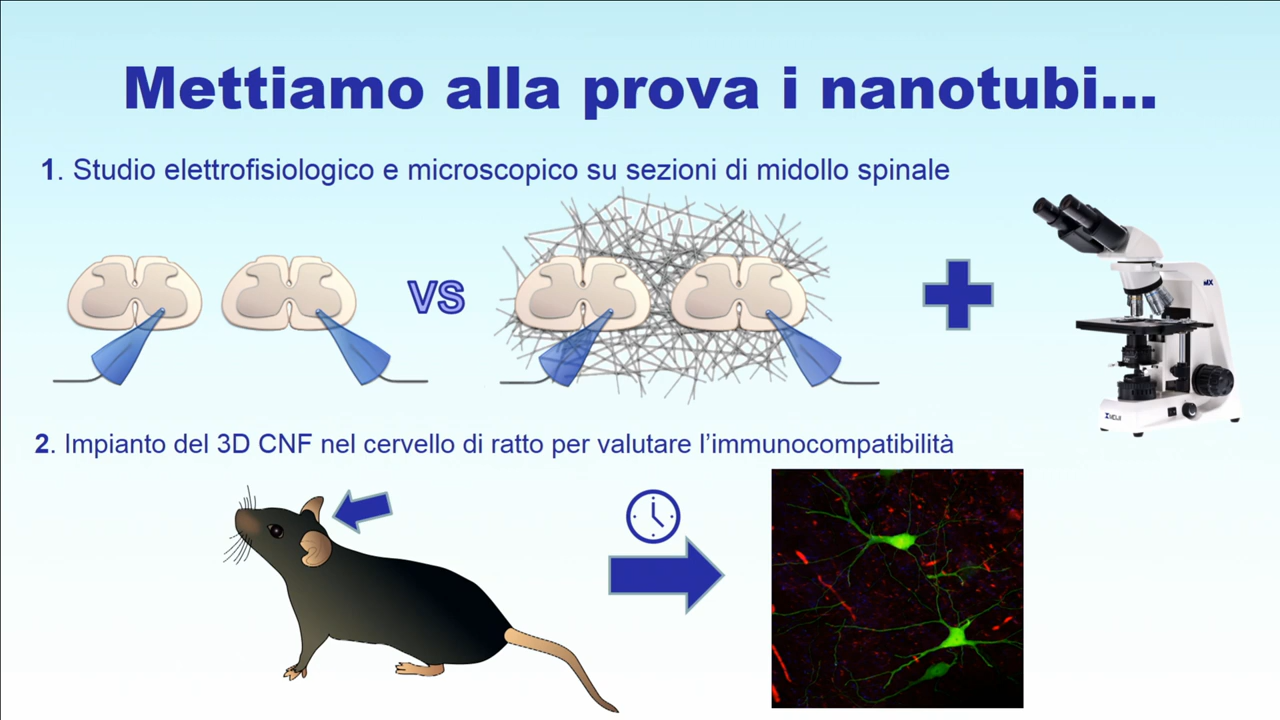 Mettiamo alla prova i nanotubi...
1. Studio elettrofisiologico e microscopico su sezioni di midollo spinale
VS
MX
2. Impianto del 3D CNF nel cervello di ratto per valutare l'immunocompatibilità